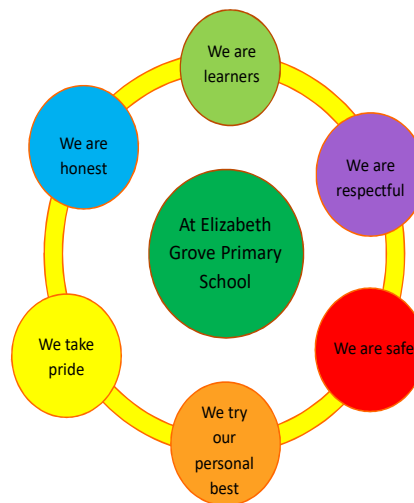 We are
learners
We are
respectful
We are safe
We try
our
personal
best
We take
pride
We are
honest
At Elizabeth
Grove Primary
School